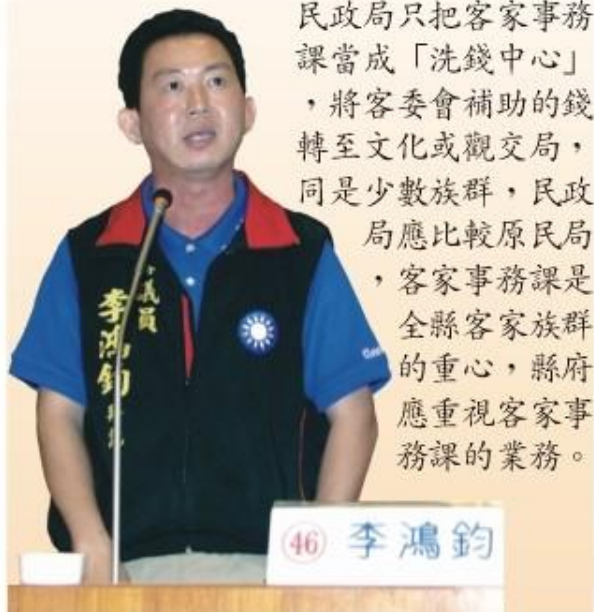 民政局只把客家事務
課當成「洗錢中心」
，將客委會補助的錢
轉至文化或觀交局，
同是少數族群，民政
局應比較原民局
，客家事務課是
全縣客家族群
的重心，縣府
應重視客家事
務課的業務。
議員
李鴻鈞
46 李鴻鈞